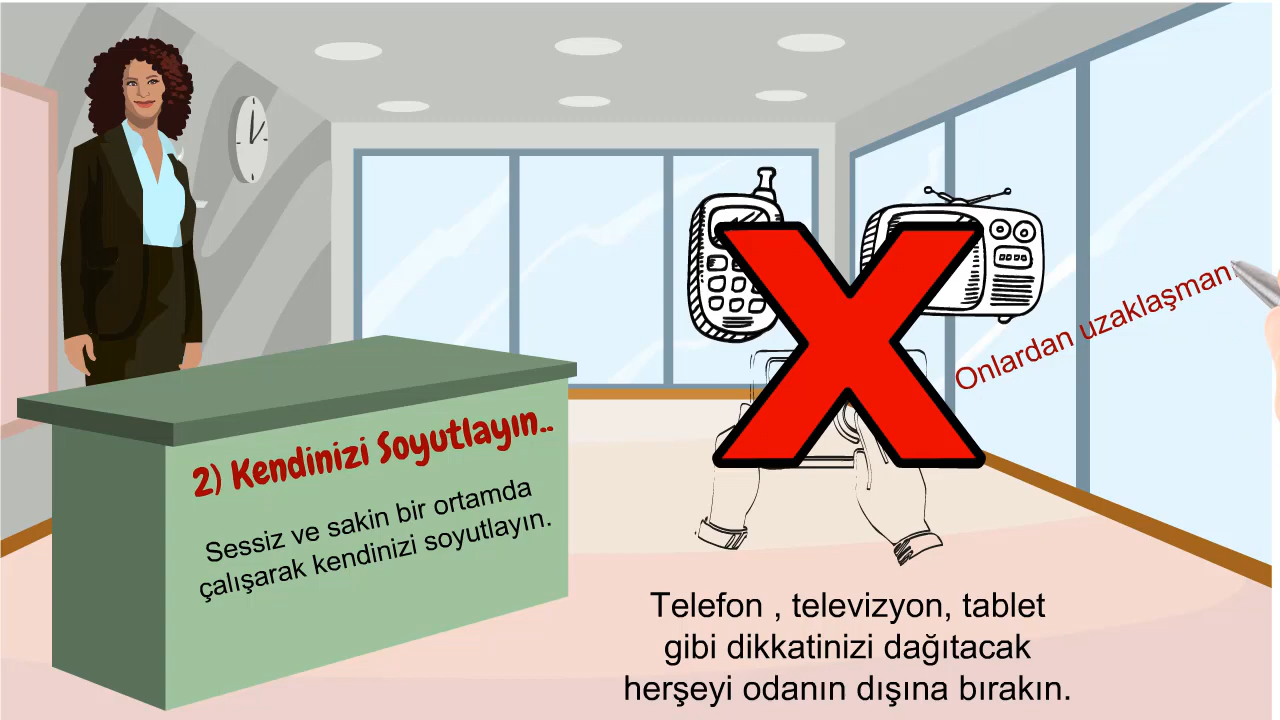 2) Kendinizi Soyutlayın..
Sessiz ve sakin bir ortamda
çalışarak kendinizi soyutlayın.
Onlardan uzaklaşman
Telefon , televizyon, tablet
gibi dikkatinizi dağıtacak
herşeyi odanın dışına bırakın.